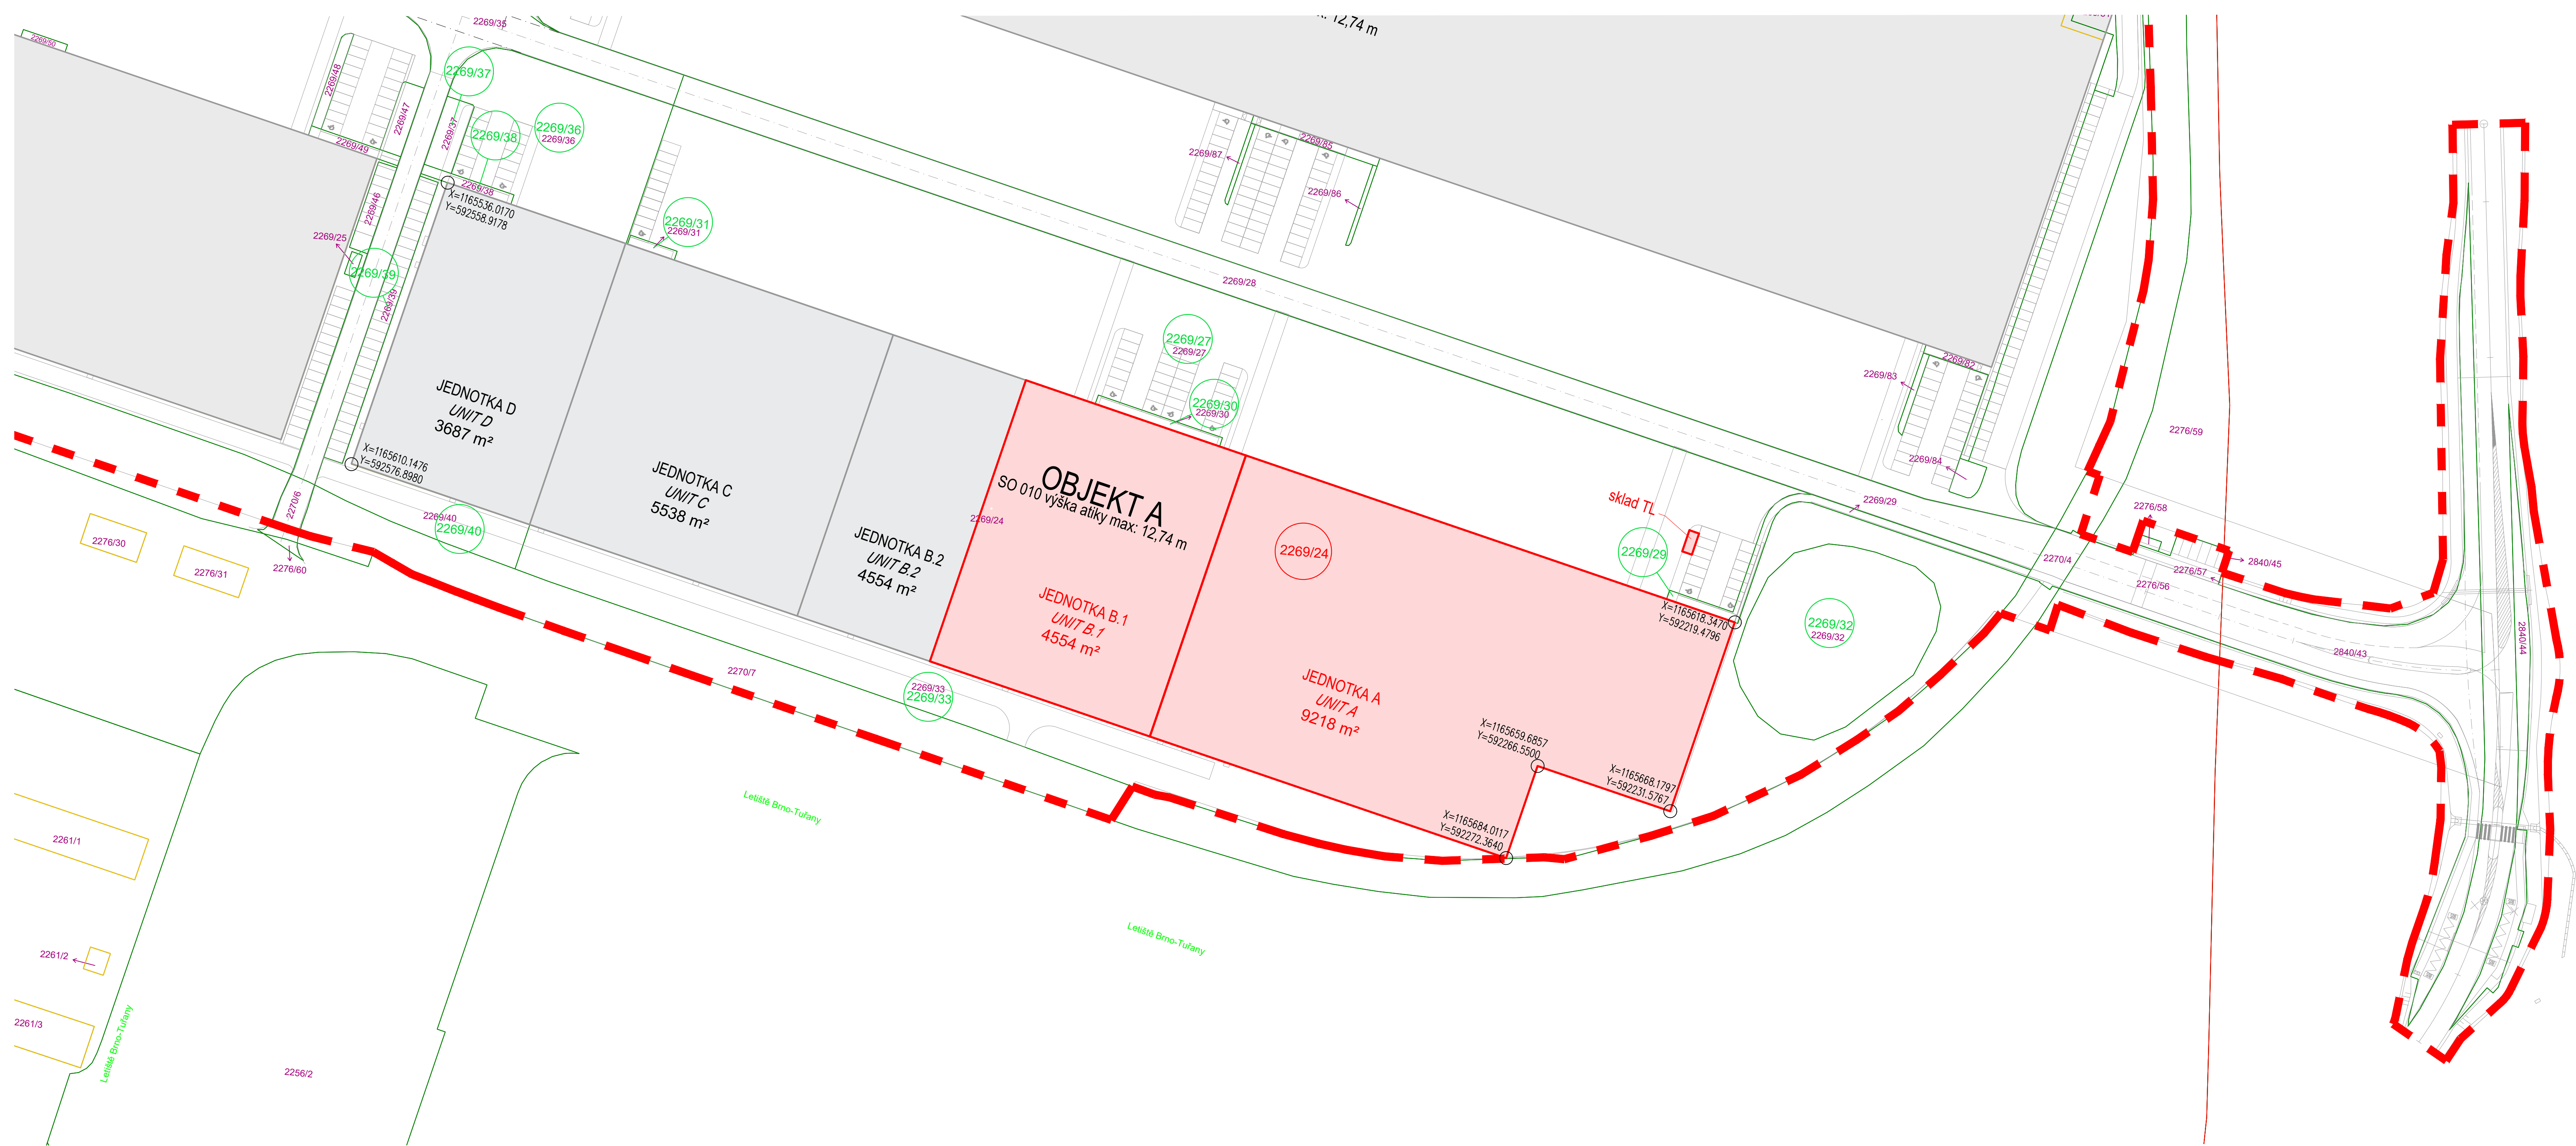 2269/35
2269/50
2269/48
2269/47
2269/37
2269/37
2269/38
2269/36
2269/36
2269/49
2269/38
2269/46
2269/25
2269/39
2269/39
X=1165536.0170
Y=592558.9178
2269/31
2269/31
12,74 m
2269/87
2269/85
2269/86
2269/28
2269/27
2269/27
2269/30
2269/30
2269/82
2269/83
2269/84
2269/29
2276/59
JEDNOTKA D
UNIT D
3687 m²
X=1165610.1476
Y=592576.8980
2270/6
2269/40
2269/40
2276/30
2276/31
2276/60
JEDNOTKA C
UNIT C
5538 m²
JEDNOTKA B.2
UNIT B.2
4554 m²
OBJEKT A
SO 010 výška atiky max: 12,74 m
2269/24
2269/24
JEDNOTKA B.1
UNIT B.1
4554 m²
JEDNOTKA A
UNIT A
9218 m²
sklad TL
2269/29
X=1165618.3470
Y=592219.4796
2269/32
2269/32
2276/58
2840/45
2276/57
2276/56
2270/4
2840/43
2840/44
2270/7
2269/33
2269/33
X=1165659.6857
Y=592266.5500
X=1165668.1797
Y=592231.5767
X=1165684.0117
Y=592272.3640
Letiště Brno-Tuřany
Letiště Brno-Tuřany
Letiště Brno-Tuřany
2261/1
2261/2
2261/3
2256/2